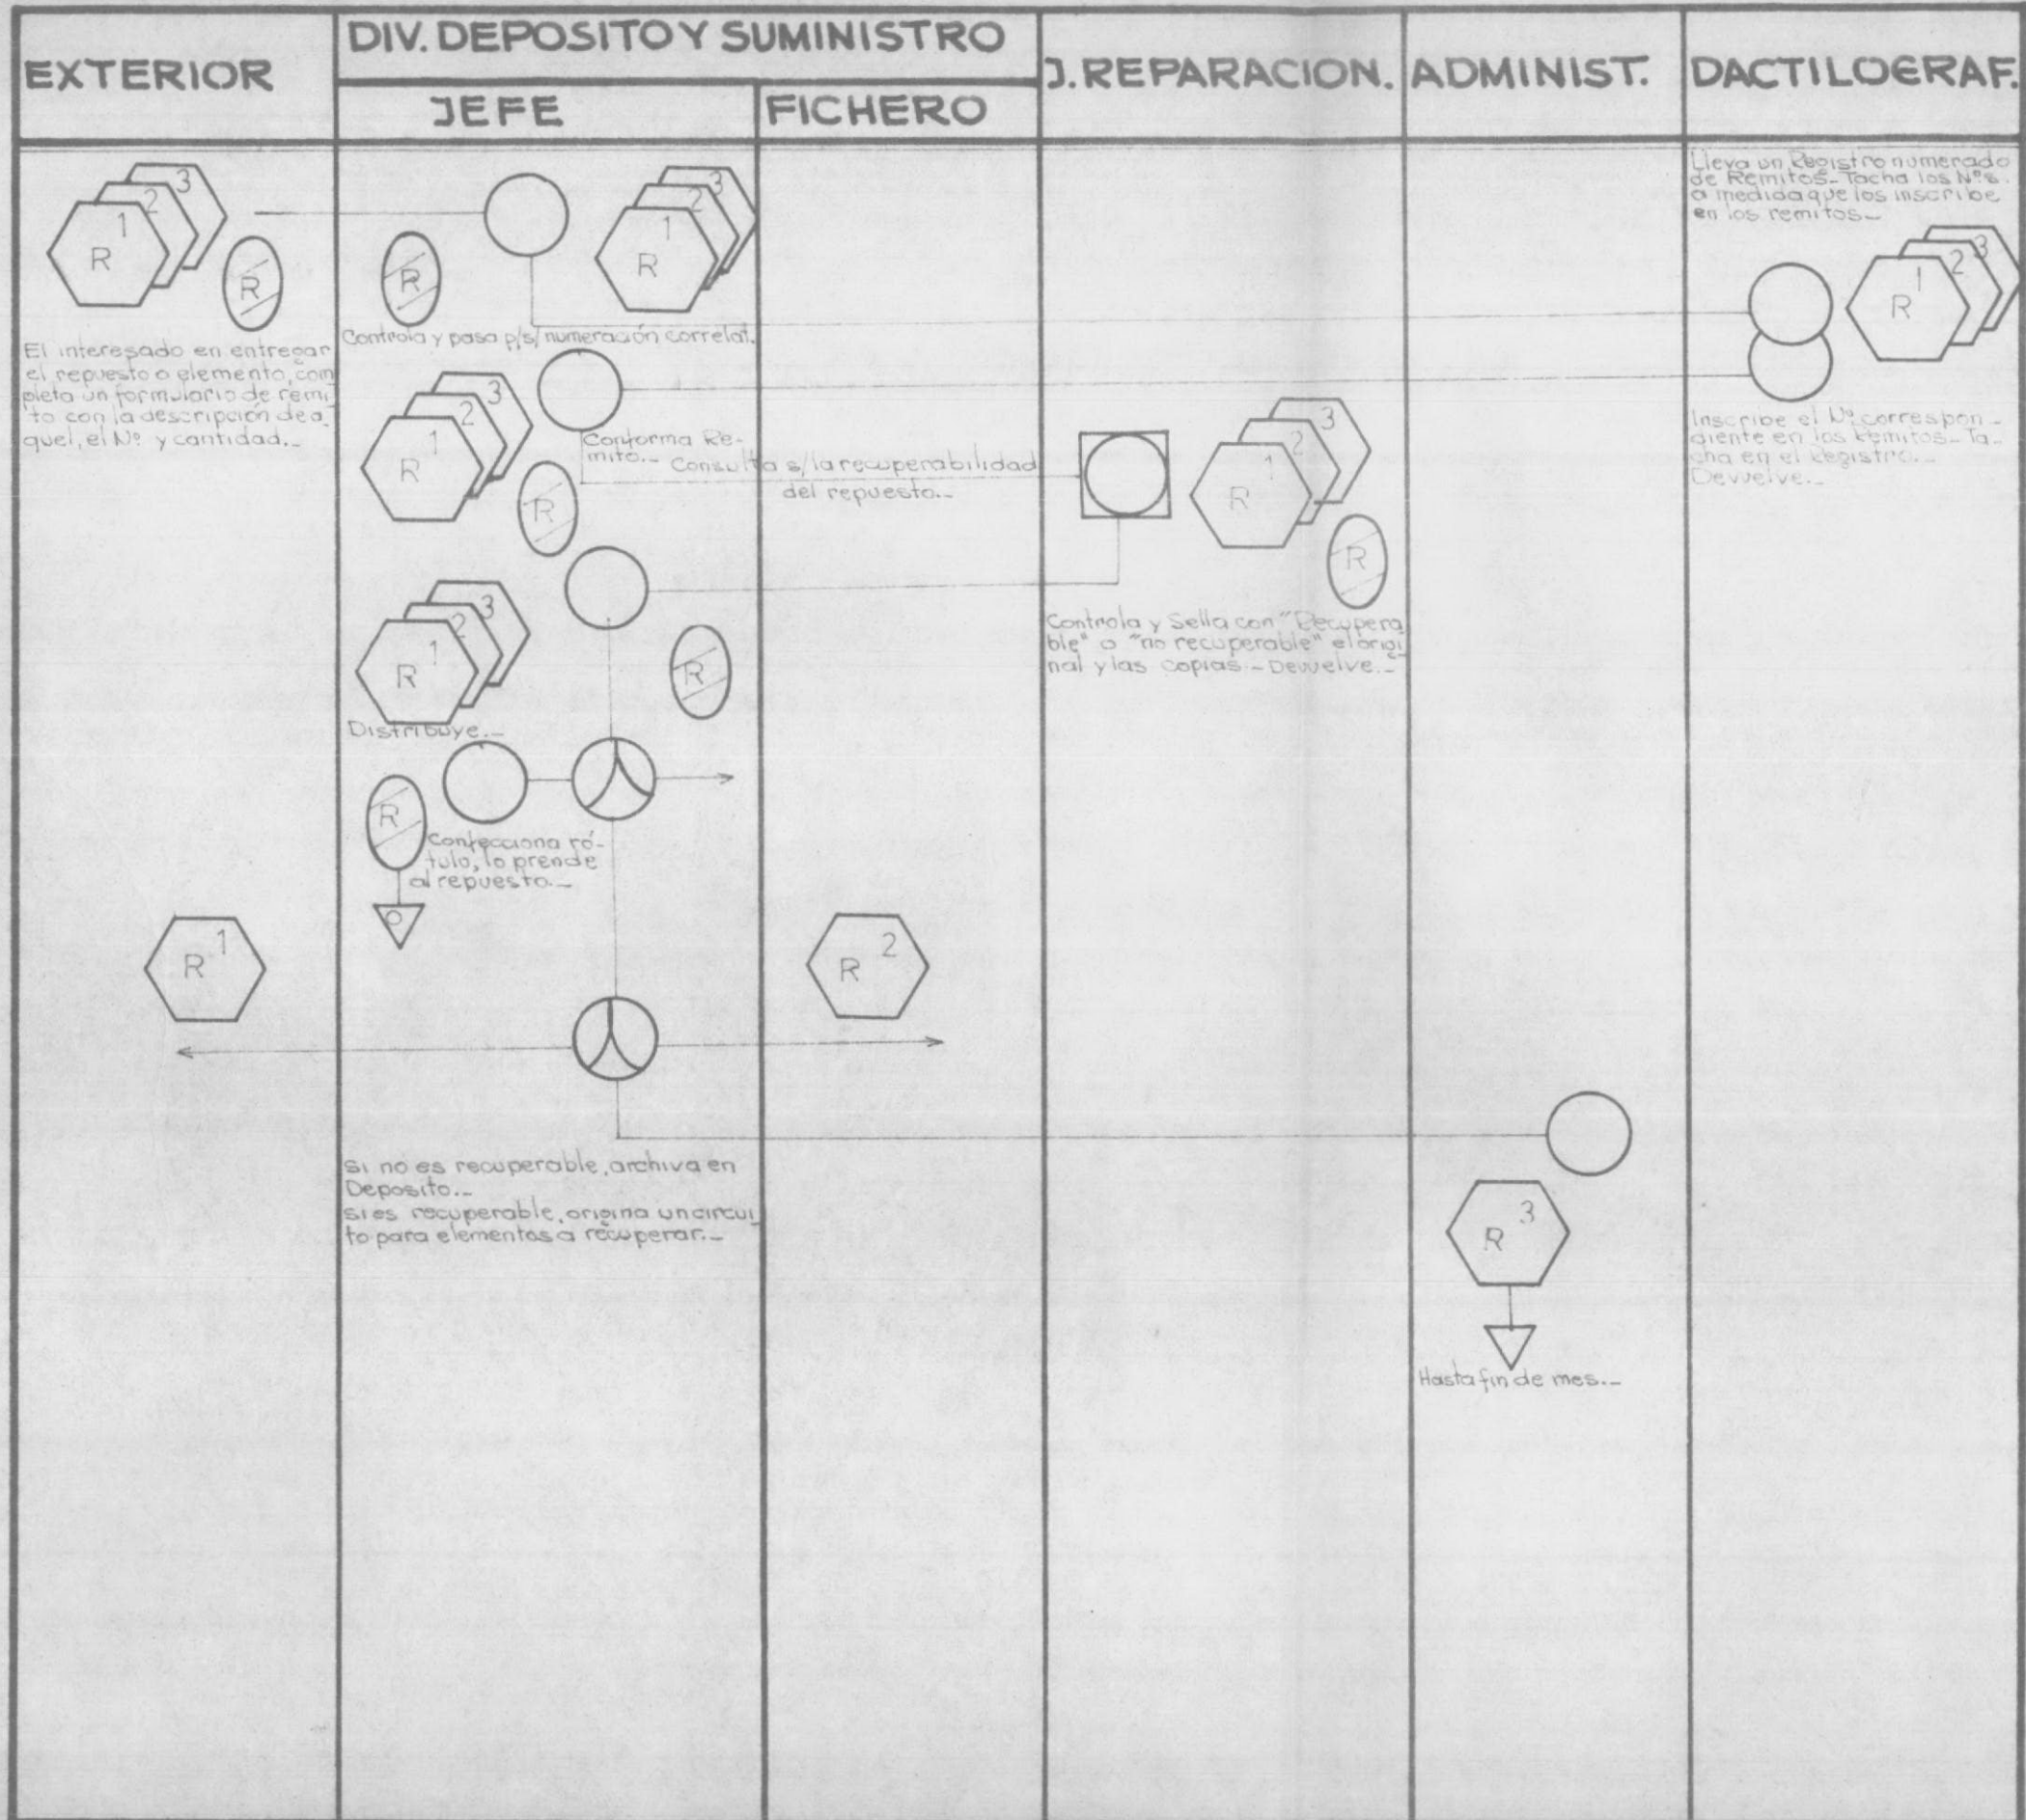 EXTERIOR
DIV. DEPOSITO Y SUMINISTRO
JEFE
FICHERO
J. REPARACION.
ADMINIST.
DACTILOGRAF.
R 1 2 3
R
El interesado en entregar
el repuesto o elemento, com
pleta un formulario de remi
to con la descripción de a_
quel, el Nº y cantidad._
R
R 1 2 3
Controla y pasa p/s/ numeración correlat.
Lleva un Registro numerado
de Remitos_ Tacha los Nºs.
a medida que los inscribe
en los remitos_
R 1 2 3
Inscribe el Nº correspon_
diente en los Remitos_ Ta_
cha en el Registro._
Devuelve._
R 1 2 3
R
Conforma Re-
mito._
Consulta s/la recuperabilidad
del repuesto._
R 1 2 3
R
Controla y Sella con "Recupera
ble" o "no recuperable" el origi
nal y las copias._ Devuelve._
R 1 2 3
R
Distribuye._
R
Confecciona ró-
tulo, lo prende
al repuesto._
D
R 1
R 2
Si no es recuperable, archiva en
Deposito._
Si es recuperable, origina un circui
to para elementos a recuperar._
R 3
Hasta fin de mes._